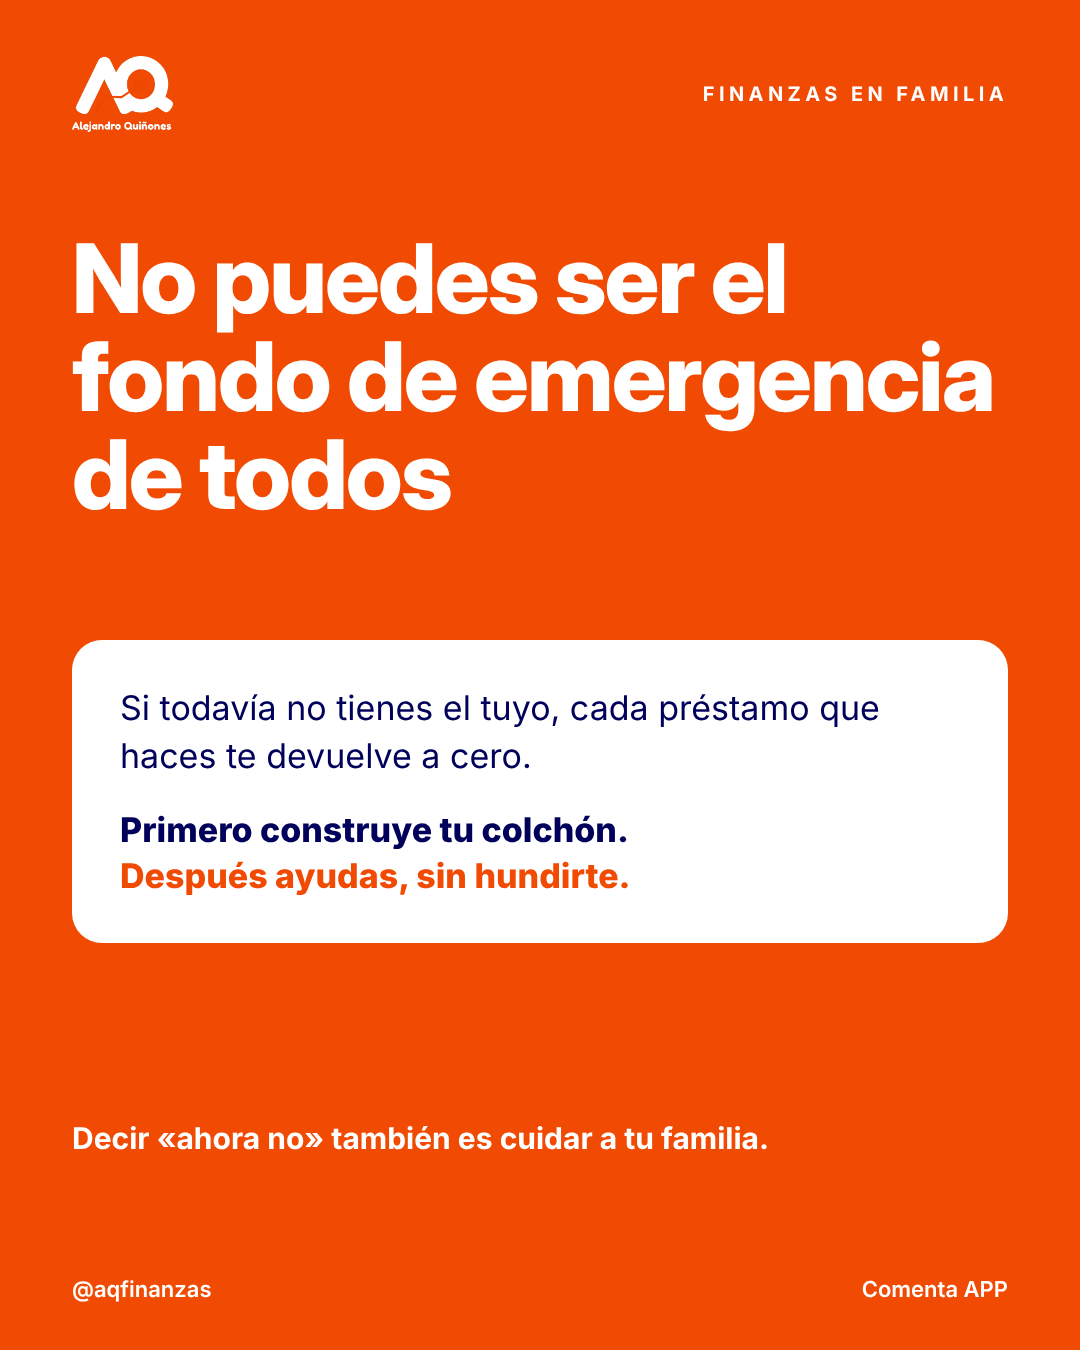 AQ
Alejandro Quiñones
FINANZAS EN FAMILIA
No puedes ser el
fondo de emergencia
de todos
Si todavía no tienes el tuyo, cada préstamo que
haces te devuelve a cero.
Primero construye tu colchón.
Después ayudas, sin hundirte.
Decir «ahora no» también es cuidar a tu familia.
@aqfinanzas
Comenta APP